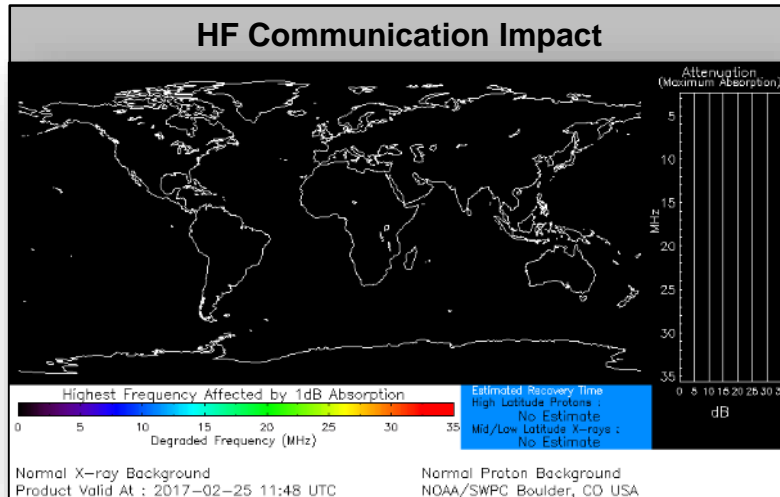 HF Communication Impact
Attenuation
(Maximum Absorption)
5
10
15
20
25
30
35
MHz
0 5 10 15 20 25 30 3
dB
Highest Frequency Affected by 1dB Absorption
0 5 10 15 20 25 30 35
Degraded Frequency (MHz)
Estimated Recovery Time
High Latitude Protons :
No Estimate
Mid/Low Latitude X-rays :
No Estimate
Normal X-ray Background
Product Valid At : 2017-02-25 11:48 UTC
Normal Proton Background
NOAA/SWPC Boulder, CO USA